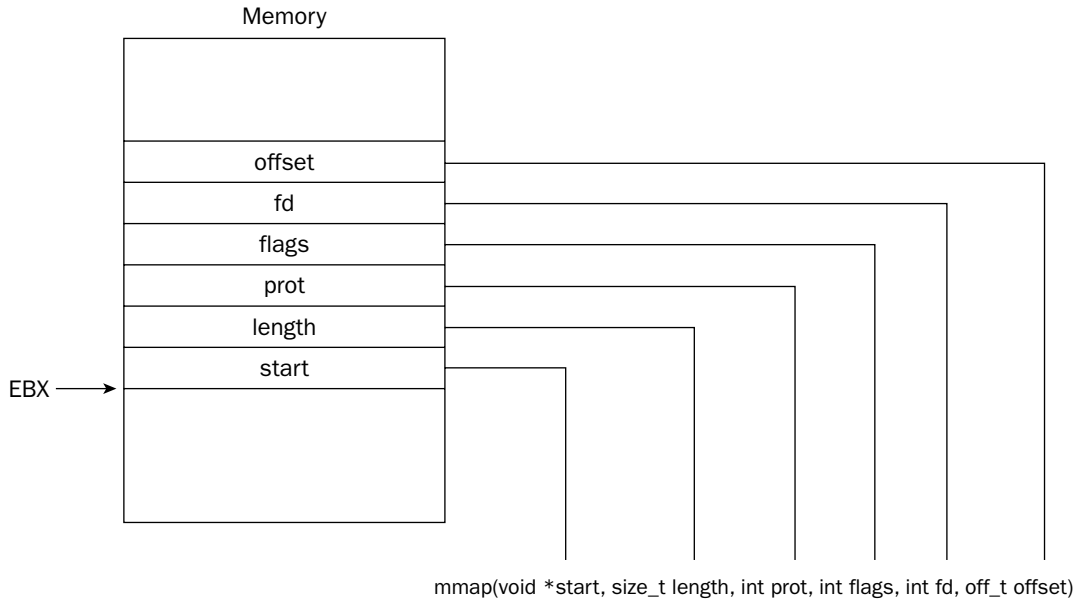 Memory
offset
fd
flags
prot
length
start
EBX
mmap(void *start, size_t length, int prot, int flags, int fd, off_t offset)